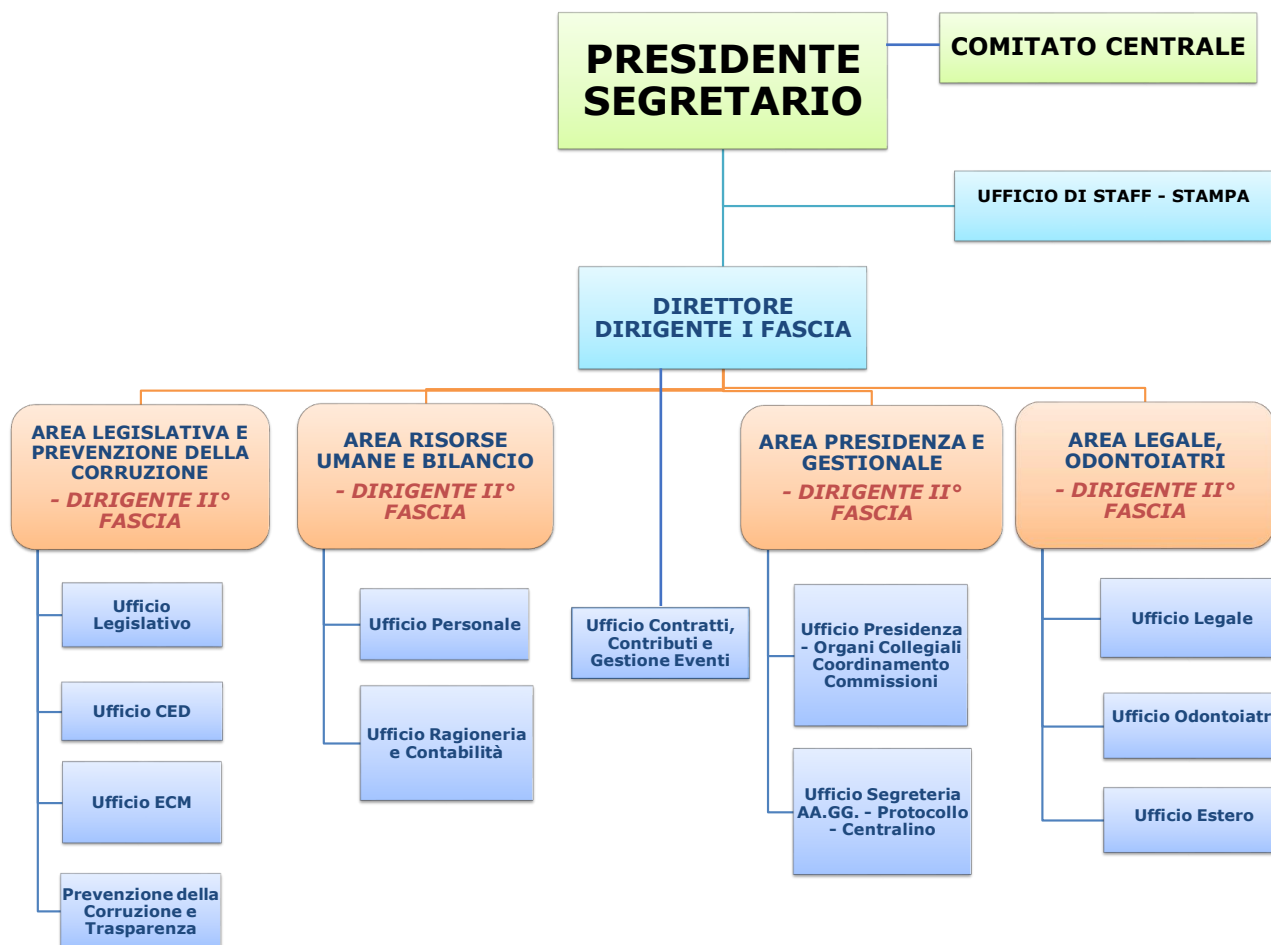 PRESIDENTE
SEGRETARIO
COMITATO CENTRALE
UFFICIO DI STAFF - STAMPA
DIRETTORE
DIRIGENTE I FASCIA
AREA LEGISLATIVA E
PREVENZIONE DELLA
CORRUZIONE
- DIRIGENTE II°
FASCIA
AREA RISORSE
UMANE E BILANCIO
- DIRIGENTE II°
FASCIA
AREA PRESIDENZA E
GESTIONALE
- DIRIGENTE II°
FASCIA
AREA LEGALE,
ODONTOIATRI
- DIRIGENTE II°
FASCIA
Ufficio
Legislativo
Ufficio CED
Ufficio ECM
Prevenzione della
Corruzione e
Trasparenza
Ufficio Personale
Ufficio Ragioneria
e Contabilità
Ufficio Contratti,
Contributi e
Gestione Eventi
Ufficio Presidenza
- Organi Collegiali
Coordinamento
Commissioni
Ufficio Segreteria
AA.GG. - Protocollo
- Centralino
Ufficio Legale
Ufficio Odontoiatri
Ufficio Estero